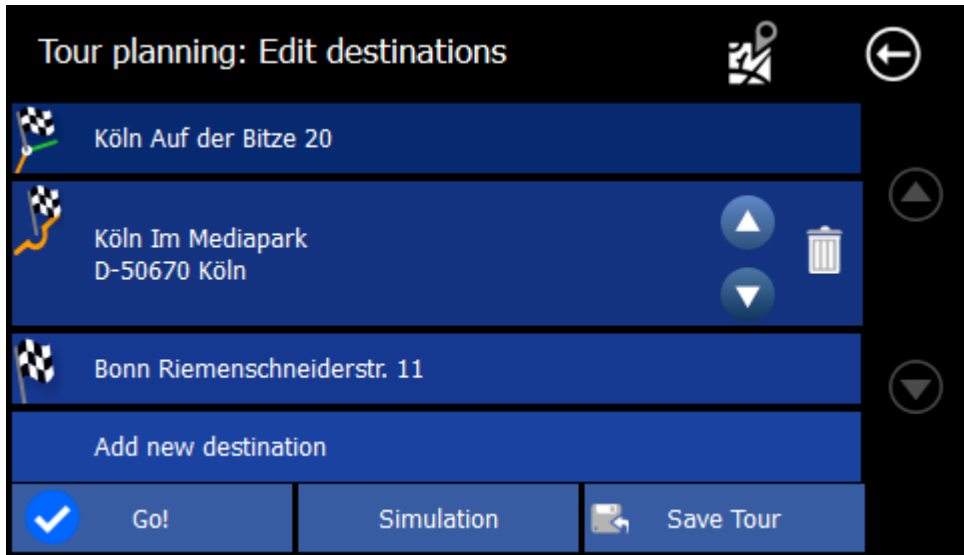 Tour planning: Edit destinations
Köln Auf der Bitze 20
Köln Im Mediapark
D-50670 Köln
Bonn Riemenschneiderstr. 11
Add new destination
Go!
Simulation
Save Tour